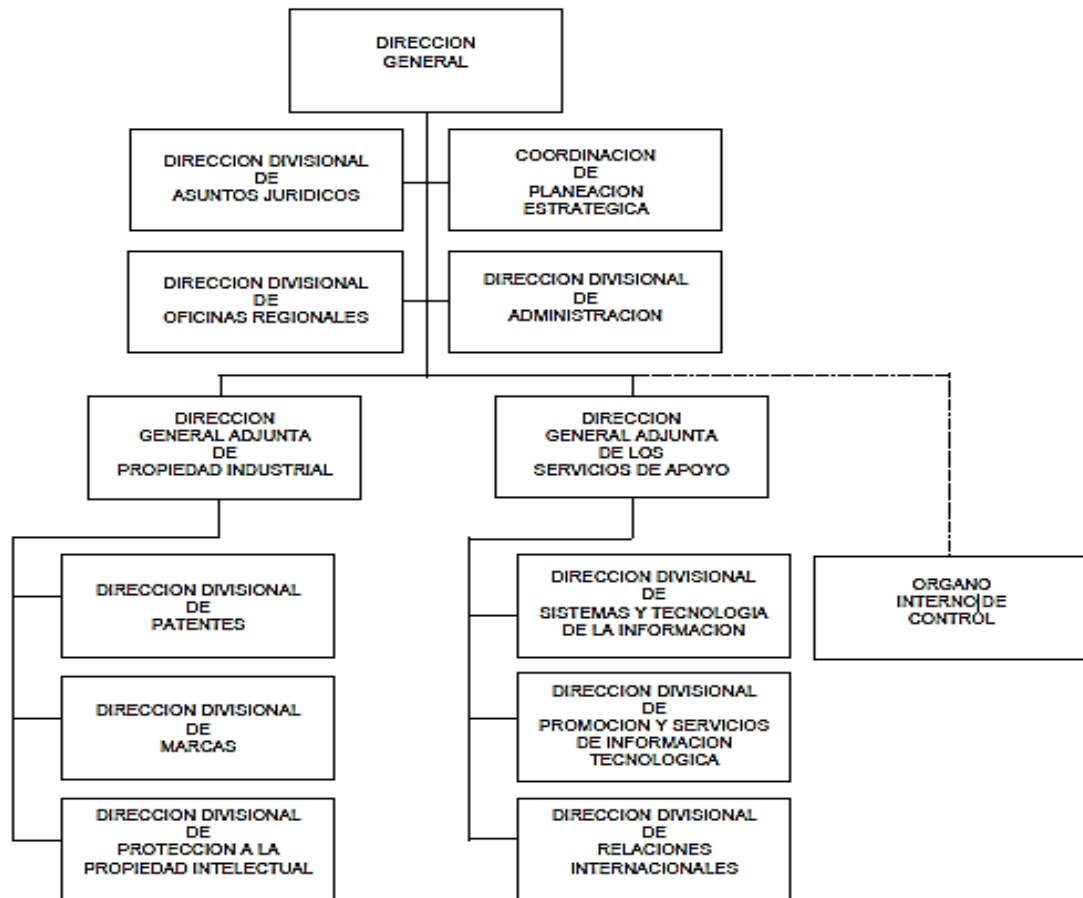 DIRECCION
GENERAL
DIRECCION DIVISIONAL
DE
ASUNTOS JURIDICOS
COORDINACION
DE
PLANEACION
ESTRATEGICA
DIRECCION DIVISIONAL
DE
OFICINAS REGIONALES
DIRECCION DIVISIONAL
DE
ADMINISTRACION
DIRECCION
GENERAL ADJUNTA
DE
PROPIEDAD INDUSTRIAL
DIRECCION
GENERAL ADJUNTA
DE LOS
SERVICIOS DE APOYO
DIRECCION DIVISIONAL
DE
PATENTES
DIRECCION DIVISIONAL
DE
MARCAS
DIRECCION DIVISIONAL
DE
PROTECCION A LA
PROPIEDAD INTELECTUAL
DIRECCION DIVISIONAL
DE
SISTEMAS Y TECNOLOGIA
DE LA INFORMACION
DIRECCION DIVISIONAL
DE
PROMOCION Y SERVICIOS
DE INFORMACION
TECNOLOGICA
DIRECCION DIVISIONAL
DE
RELACIONES
INTERNACIONALES
ORGANO
INTERNO DE
CONTROL